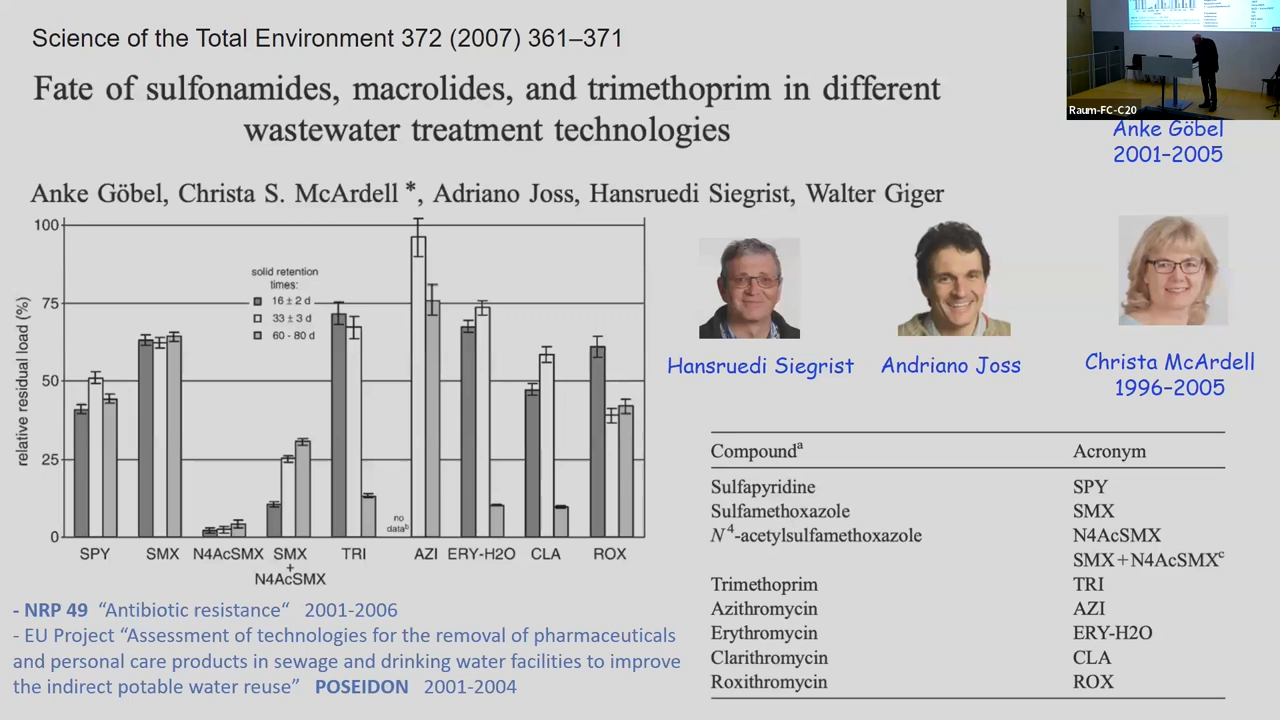 Science of the Total Environment 372 (2007) 361–371
Fate of sulfonamides, macrolides, and trimethoprim in different
wastewater treatment technologies
Anke Göbel, Christa S. McArdell *, Adriano Joss, Hansruedi Siegrist, Walter Giger
Raum-FC-C20
Anke Göbel
2001–2005
relative residual load (%)
100
75
50
25
0
solid retention
times:
16 ± 2 d
33 ± 3 d
60 - 80 d
no
data^b
SPY SMX N4AcSMX SMX TRI AZI ERY-H2O CLA ROX
+
N4AcSMX
Hansruedi Siegrist
Andriano Joss
Christa McArdell
1996–2005
Compound^a Acronym
Sulfapyridine SPY
Sulfamethoxazole SMX
N^4-acetylsulfamethoxazole N4AcSMX
SMX+N4AcSMX^c
Trimethoprim TRI
Azithromycin AZI
Erythromycin ERY-H2O
Clarithromycin CLA
Roxithromycin ROX
- NRP 49 “Antibiotic resistance“ 2001-2006
- EU Project “Assessment of technologies for the removal of pharmaceuticals
and personal care products in sewage and drinking water facilities to improve
the indirect potable water reuse” POSEIDON 2001-2004